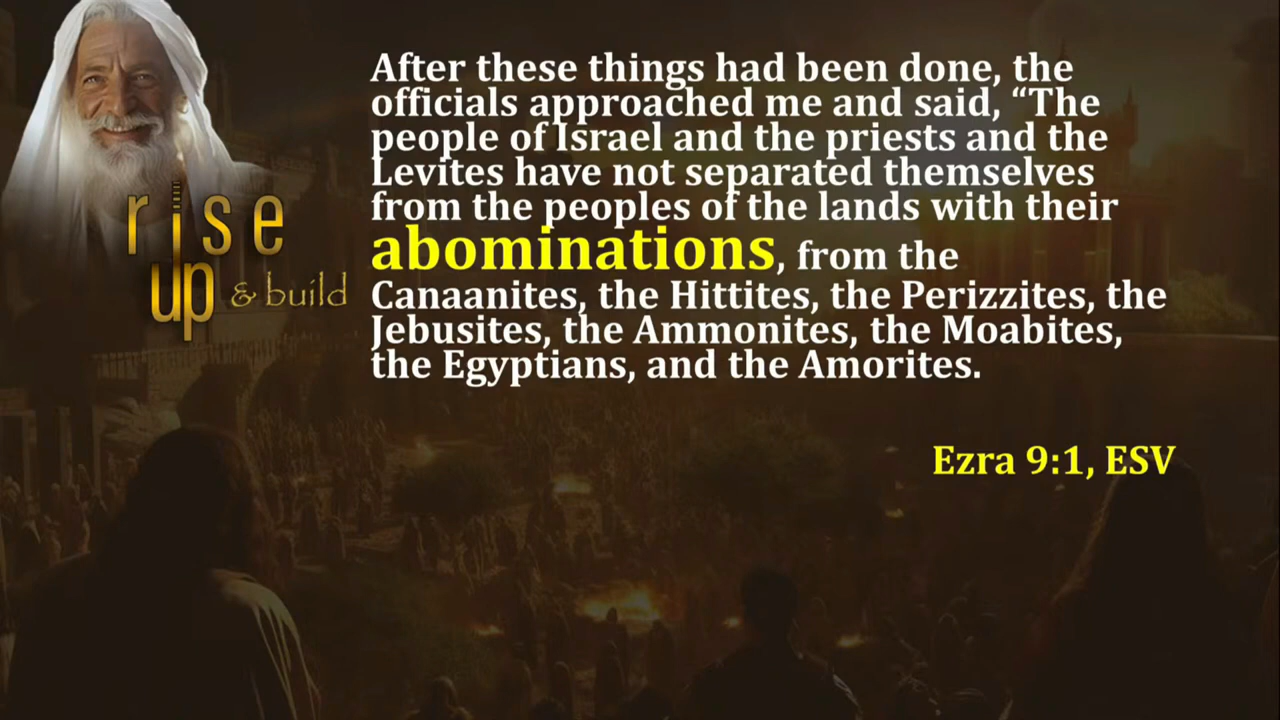 rise
up & build
After these things had been done, the
officials approached me and said, “The
people of Israel and the priests and the
Levites have not separated themselves
from the peoples of the lands with their
abominations, from the
Canaanites, the Hittites, the Perizzites, the
Jebusites, the Ammonites, the Moabites,
the Egyptians, and the Amorites.
Ezra 9:1, ESV